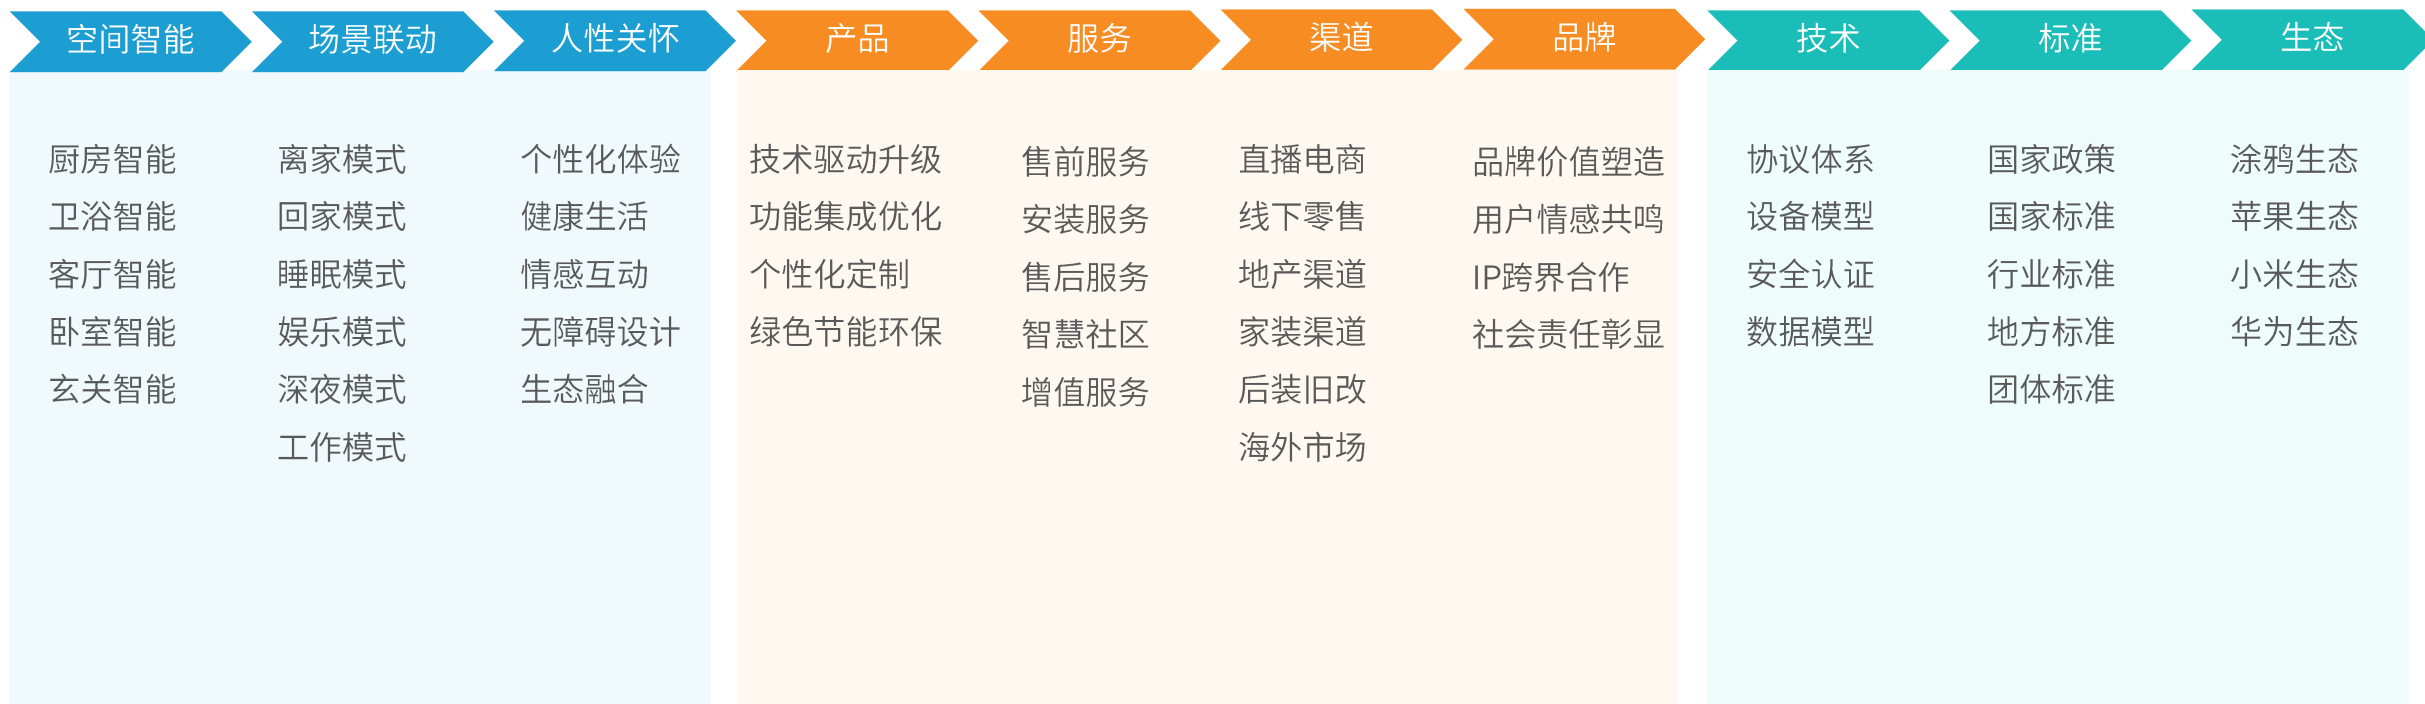 空间智能
场景联动
人性关怀
产品
服务
渠道
品牌
技术
标准
生态
厨房智能
卫浴智能
客厅智能
卧室智能
玄关智能
离家模式
回家模式
睡眠模式
娱乐模式
深夜模式
工作模式
个性化体验
健康生活
情感互动
无障碍设计
生态融合
技术驱动升级
功能集成优化
个性化定制
绿色节能环保
售前服务
安装服务
售后服务
智慧社区
增值服务
直播电商
线下零售
地产渠道
家装渠道
后装旧改
海外市场
品牌价值塑造
用户情感共鸣
IP跨界合作
社会责任彰显
协议体系
设备模型
安全认证
数据模型
国家政策
国家标准
行业标准
地方标准
团体标准
涂鸦生态
苹果生态
小米生态
华为生态